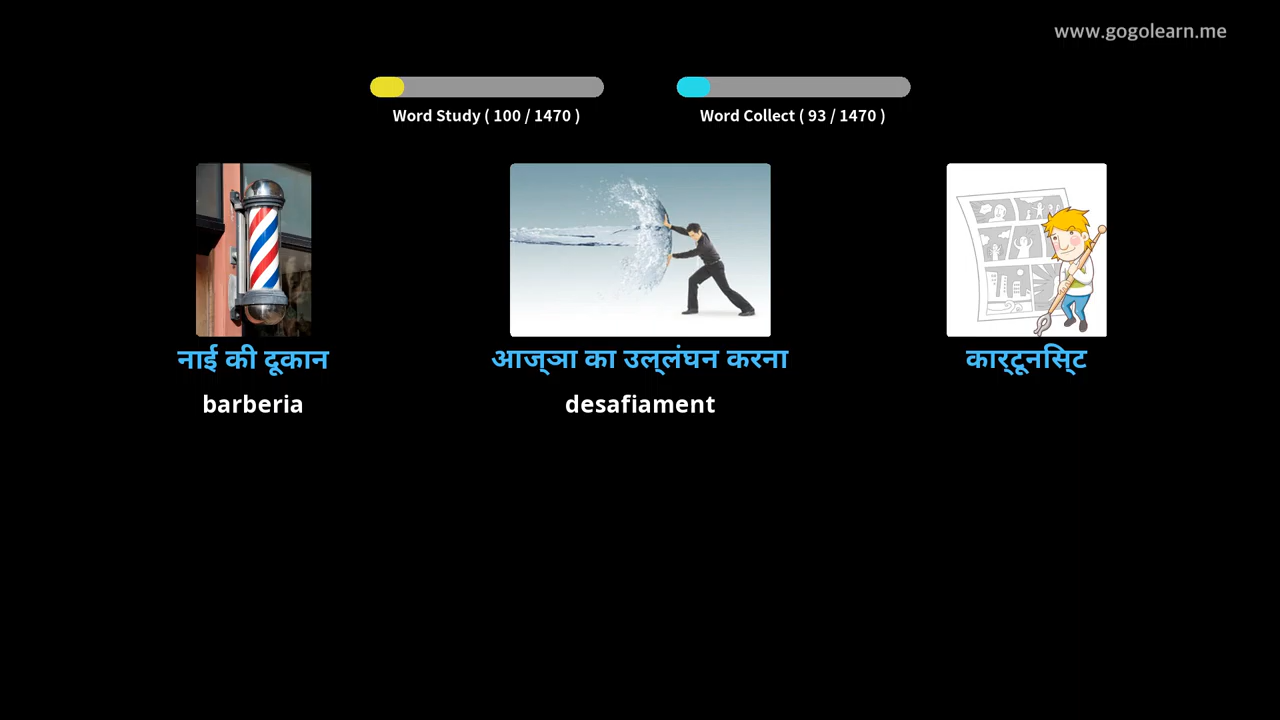 www.gogolearn.me
Word Study ( 100 / 1470 )
Word Collect ( 93 / 1470 )
नाई की दूकान
आज्ञा का उल्लंघन करना
कार्टूनिस्ट
barberia
desafiament